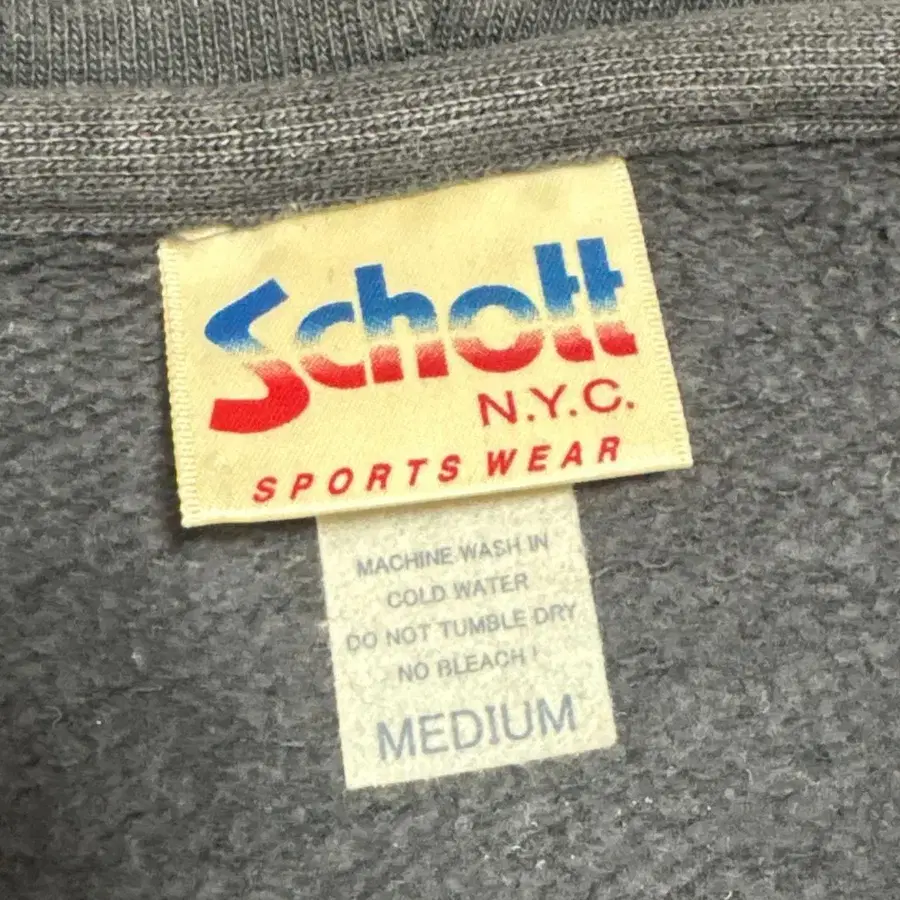 Schott
N.Y.C.
SPORTS WEAR
MACHINE WASH IN
COLD WATER
DO NOT TUMBLE DRY
NO BLEACH !
MEDIUM